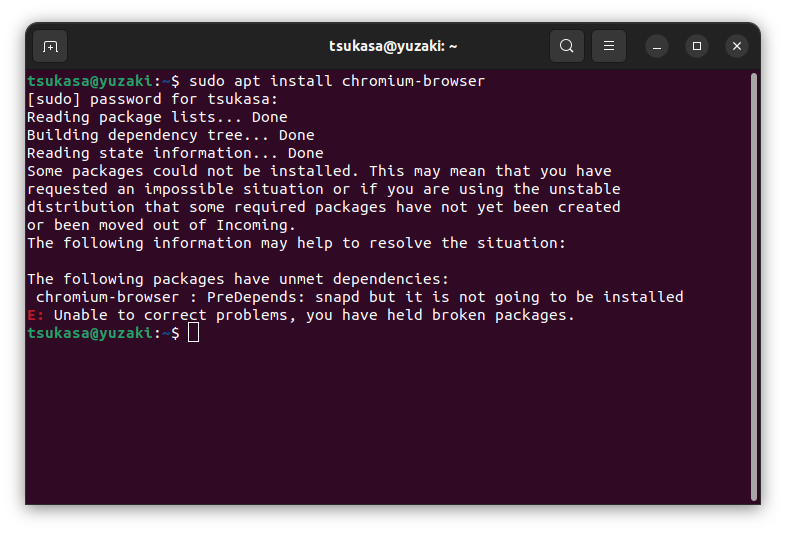 tsukasa@yuzaki: ~
tsukasa@yuzaki:~$ sudo apt install chromium-browser
[sudo] password for tsukasa:
Reading package lists... Done
Building dependency tree... Done
Reading state information... Done
Some packages could not be installed. This may mean that you have
requested an impossible situation or if you are using the unstable
distribution that some required packages have not yet been created
or been moved out of Incoming.
The following information may help to resolve the situation:

The following packages have unmet dependencies:
 chromium-browser : PreDepends: snapd but it is not going to be installed
E: Unable to correct problems, you have held broken packages.
tsukasa@yuzaki:~$